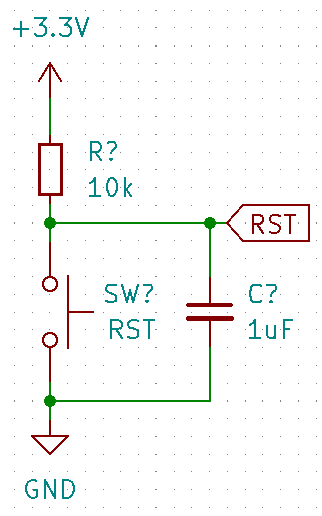 +3.3V
R?
10k
RST
SW?
RST
C?
1uF
GND